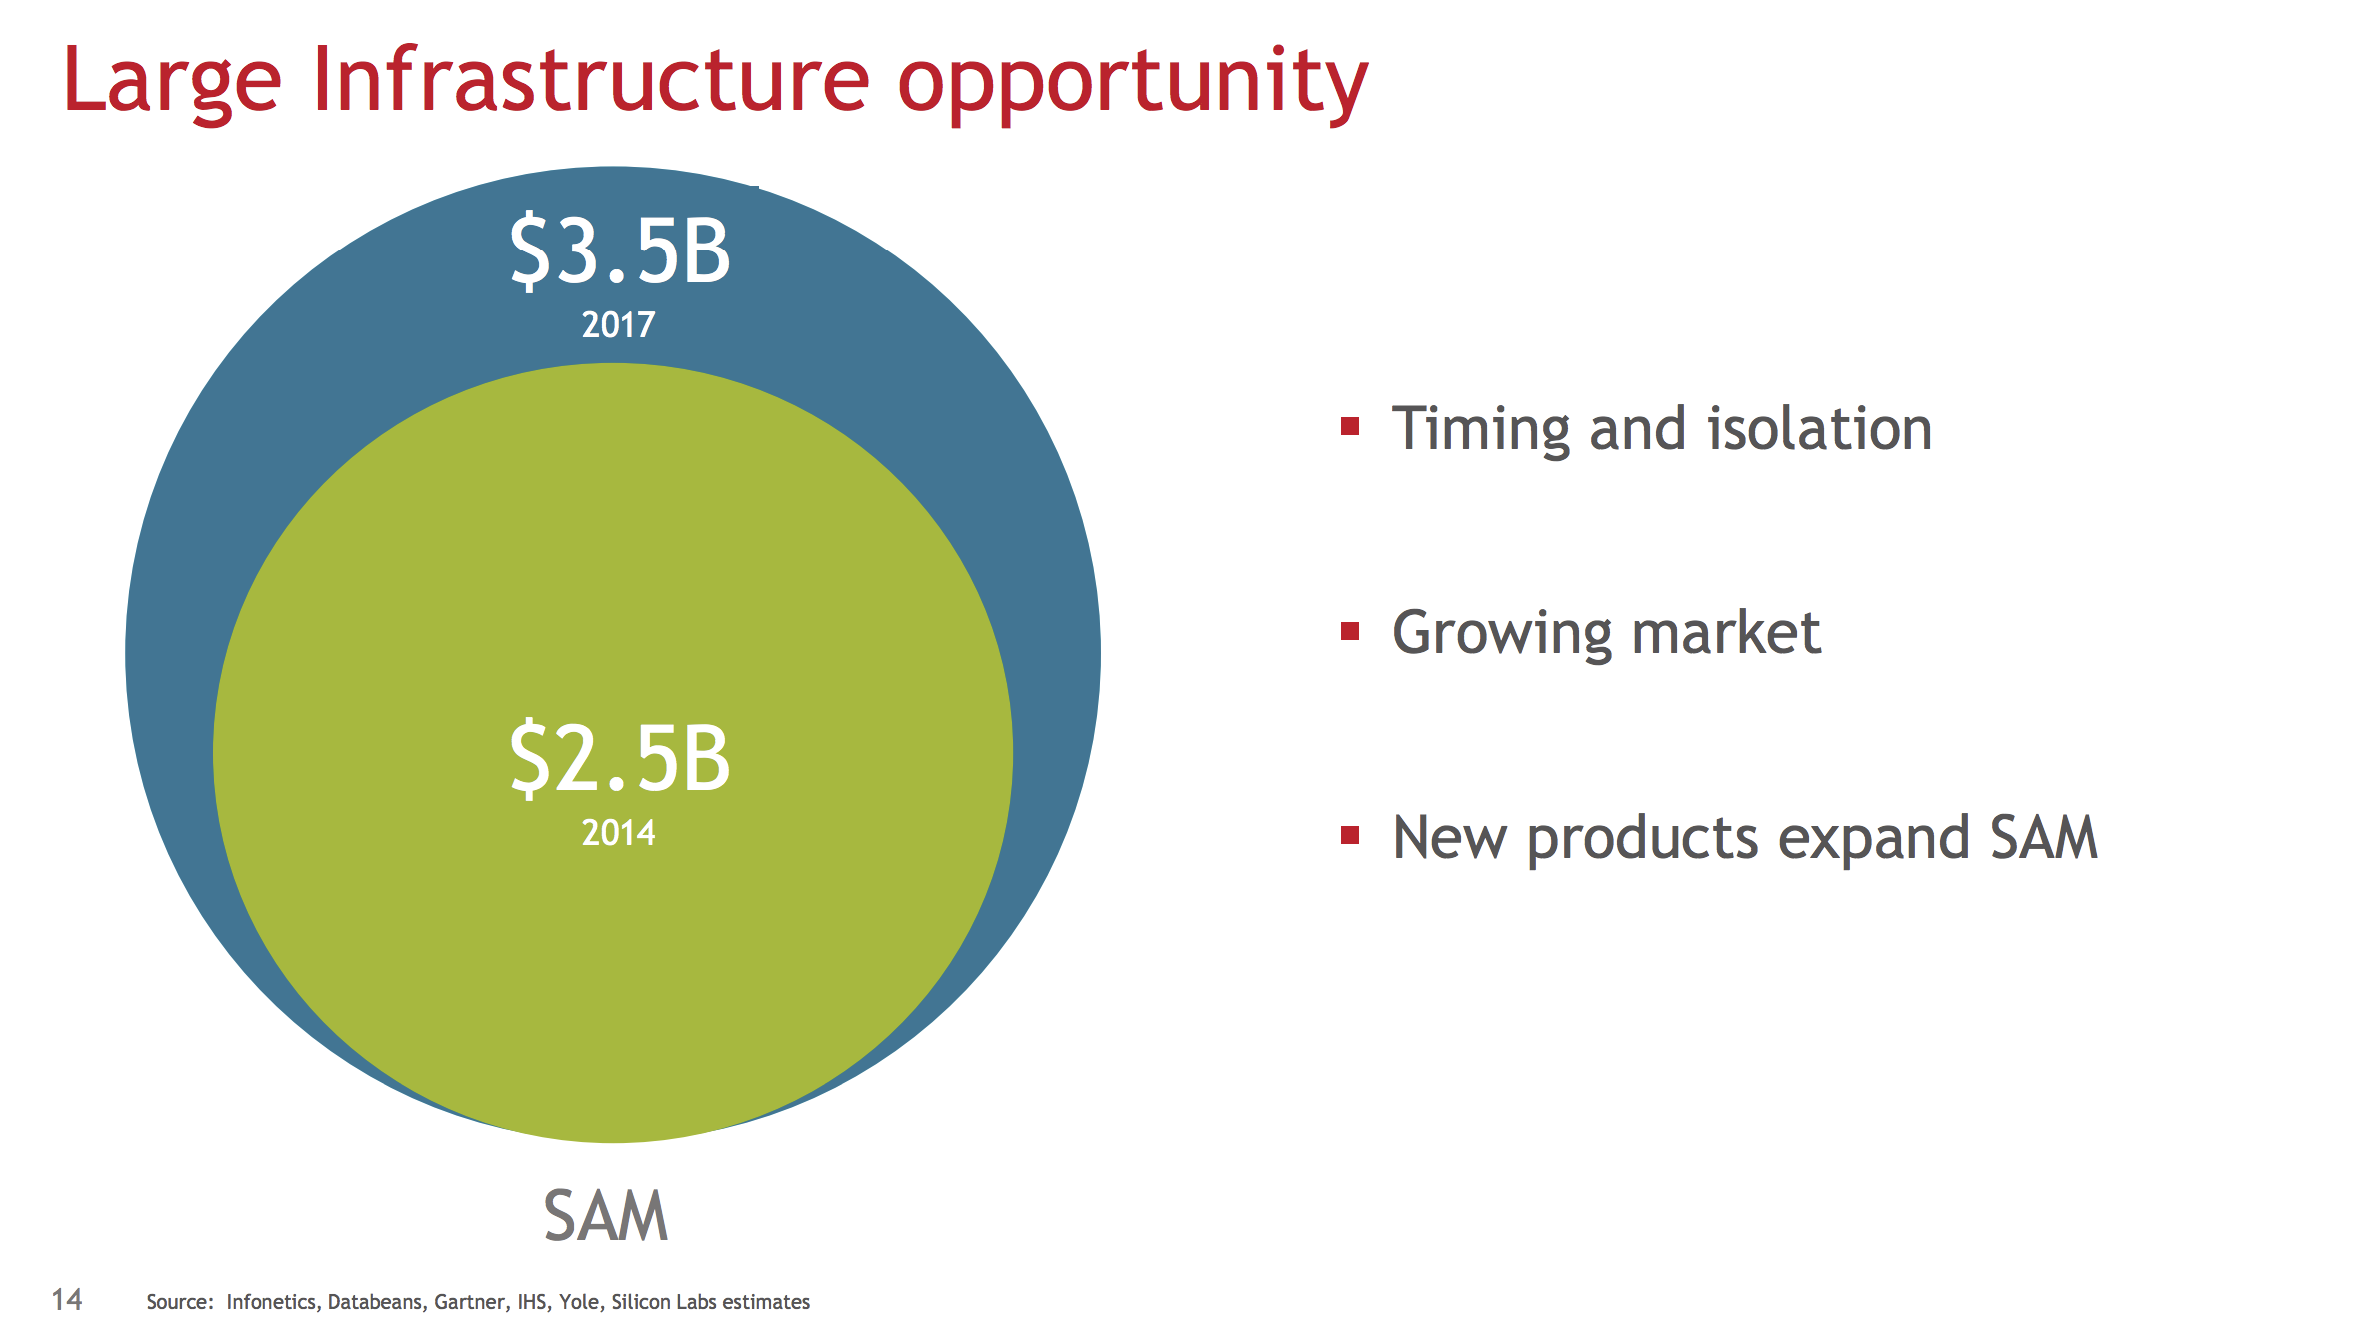 Large Infrastructure opportunity
$3.5B
2017
$2.5B
2014
SAM
Timing and isolation
Growing market
New products expand SAM
14 Source: Infonetics, Databeans, Gartner, IHS, Yole, Silicon Labs estimates